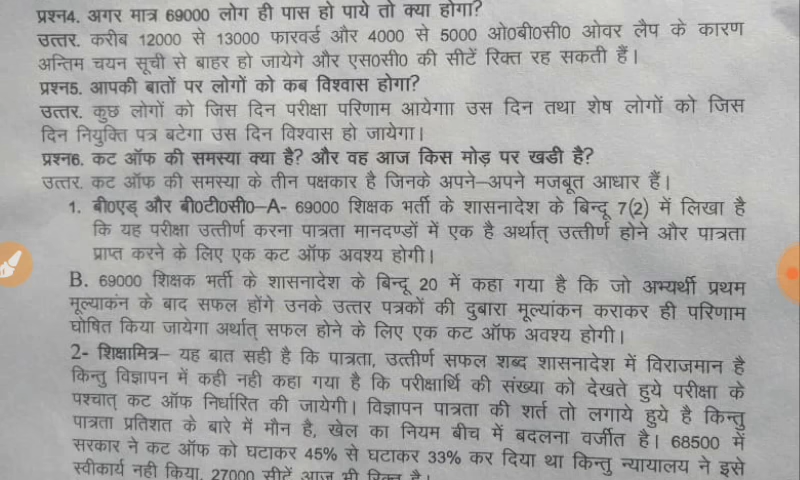 प्रश्न4. अगर मात्र 69000 लोग ही पास हो पाये तो क्या होगा?
उत्तर. करीब 12000 से 13000 फारवर्ड और 4000 से 5000 ओ0बी0सी0 ओवर लैप के कारण
अन्तिम चयन सूची से बाहर हो जायेगे और एस0सी0 की सीटें रिक्त रह सकती हैं।
प्रश्न5. आपकी बातों पर लोगों को कब विश्वास होगा?
उत्तर. कुछ लोगों को जिस दिन परीक्षा परिणाम आयेगाा उस दिन तथा शेष लोगों को जिस
दिन नियुक्ति पत्र बटेगा उस दिन विश्वास हो जायेगा।
प्रश्न6. कट ऑफ की समस्या क्या है? और वह आज किस मोड़ पर खडी है?
उत्तर. कट ऑफ की समस्या के तीन पक्षकार है जिनके अपने–अपने मजबूत आधार हैं।
1. बी0एड् और बी0टी0सी0–A- 69000 शिक्षक भर्ती के शासनादेश के बिन्दू 7(2) में लिखा है
कि यह परीक्षा उत्तीर्ण करना पात्रता मानदण्डों में एक है अर्थात् उत्तीर्ण होने और पात्रता
प्राप्त करने के लिए एक कट ऑफ अवश्य होगी।
B. 69000 शिक्षक भर्ती के शासनादेश के बिन्दू 20 में कहा गया है कि जो अभ्यर्थी प्रथम
मूल्याकंन के बाद सफल होंगे उनके उत्तर पत्रकों की दुबारा मूल्यांकन कराकर ही परिणाम
घोषित किया जायेगा अर्थात् सफल होने के लिए एक कट ऑफ अवश्य होगी।
2- शिक्षामित्र– यह बात सही है कि पात्रता, उत्तीर्ण सफल शब्द शासनादेश में विराजमान है
किन्तु विज्ञापन में कही नही कहा गया है कि परीक्षार्थि की संख्या को देखते हुये परीक्षा के
पश्चात् कट ऑफ निर्धारित की जायेगी। विज्ञापन पात्रता की शर्त तो लगाये हुये है किन्तु
पात्रता प्रतिशत के बारे में मौन है, खेल का नियम बीच में बदलना वर्जीत है। 68500 में
सरकार ने कट ऑफ को घटाकर 45% से घटाकर 33% कर दिया था किन्तु न्यायालय ने इसे
स्वीकार्य नही किया, 27000 सीटें आज भी रिक्त है।